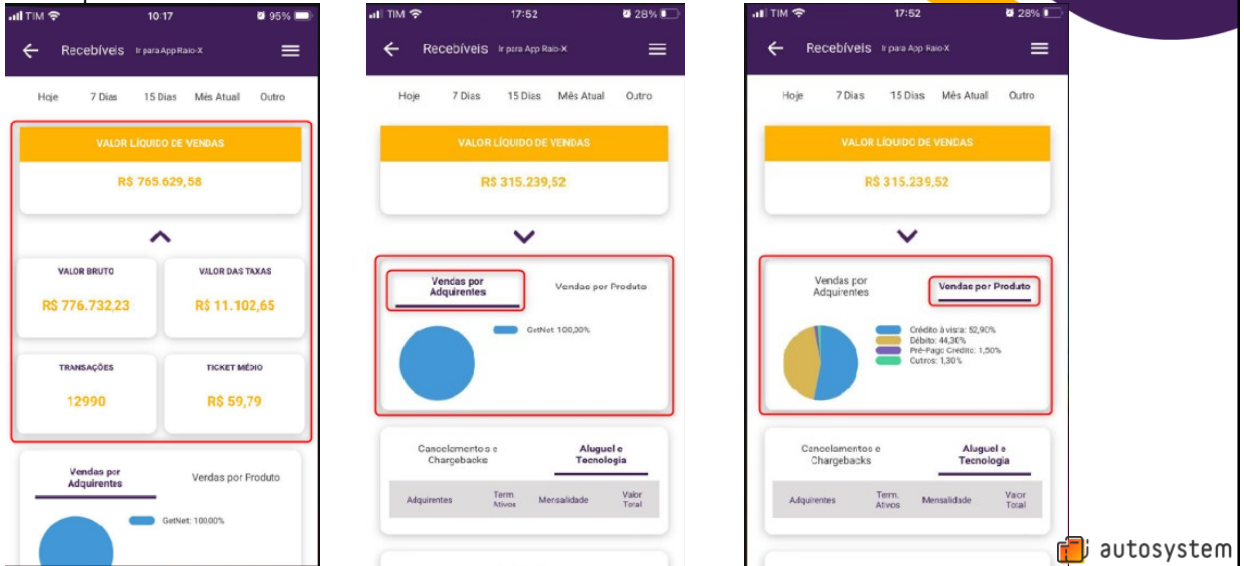 TIM 10:17 95%
Recebíveis Ir para App Raio-X
Hoje 7 Dias 15 Dias Mês Atual Outro
VALOR LÍQUIDO DE VENDAS
R$ 765.629,58
VALOR BRUTO VALOR DAS TAXAS
R$ 776.732,23 R$ 11.102,65
TRANSAÇÕES TICKET MÉDIO
12990 R$ 59,79
Vendas por
Adquirentes
Vendas por Produto
GetNet: 100.00%
TIM 17:52 28%
Recebíveis Ir para App Raio-X
Hoje 7 Dias 15 Dias Mês Atual Outro
VALOR LÍQUIDO DE VENDAS
R$ 315.239,52
Vendas por
Adquirentes
Vendas por Produto
GetNet: 100,00%
Cancelamentos e
Chargebacks
Aluguel e
Tecnologia
Adquirentes Term. Ativos Mensalidade Valor Total
TIM 17:52 28%
Recebíveis Ir para App Raio-X
Hoje 7 Dias 15 Dias Mês Atual Outro
VALOR LÍQUIDO DE VENDAS
R$ 315.239,52
Vendas por
Adquirentes
Vendas por Produto
Crédito à vista: 52,90%
Débito: 44,30%
Pré-Pago Credito: 1,50%
Outros: 1,30%
Cancelamentos e
Chargebacks
Aluguel e
Tecnologia
Adquirentes Term. Ativos Mensalidade Valor Total
autosystem